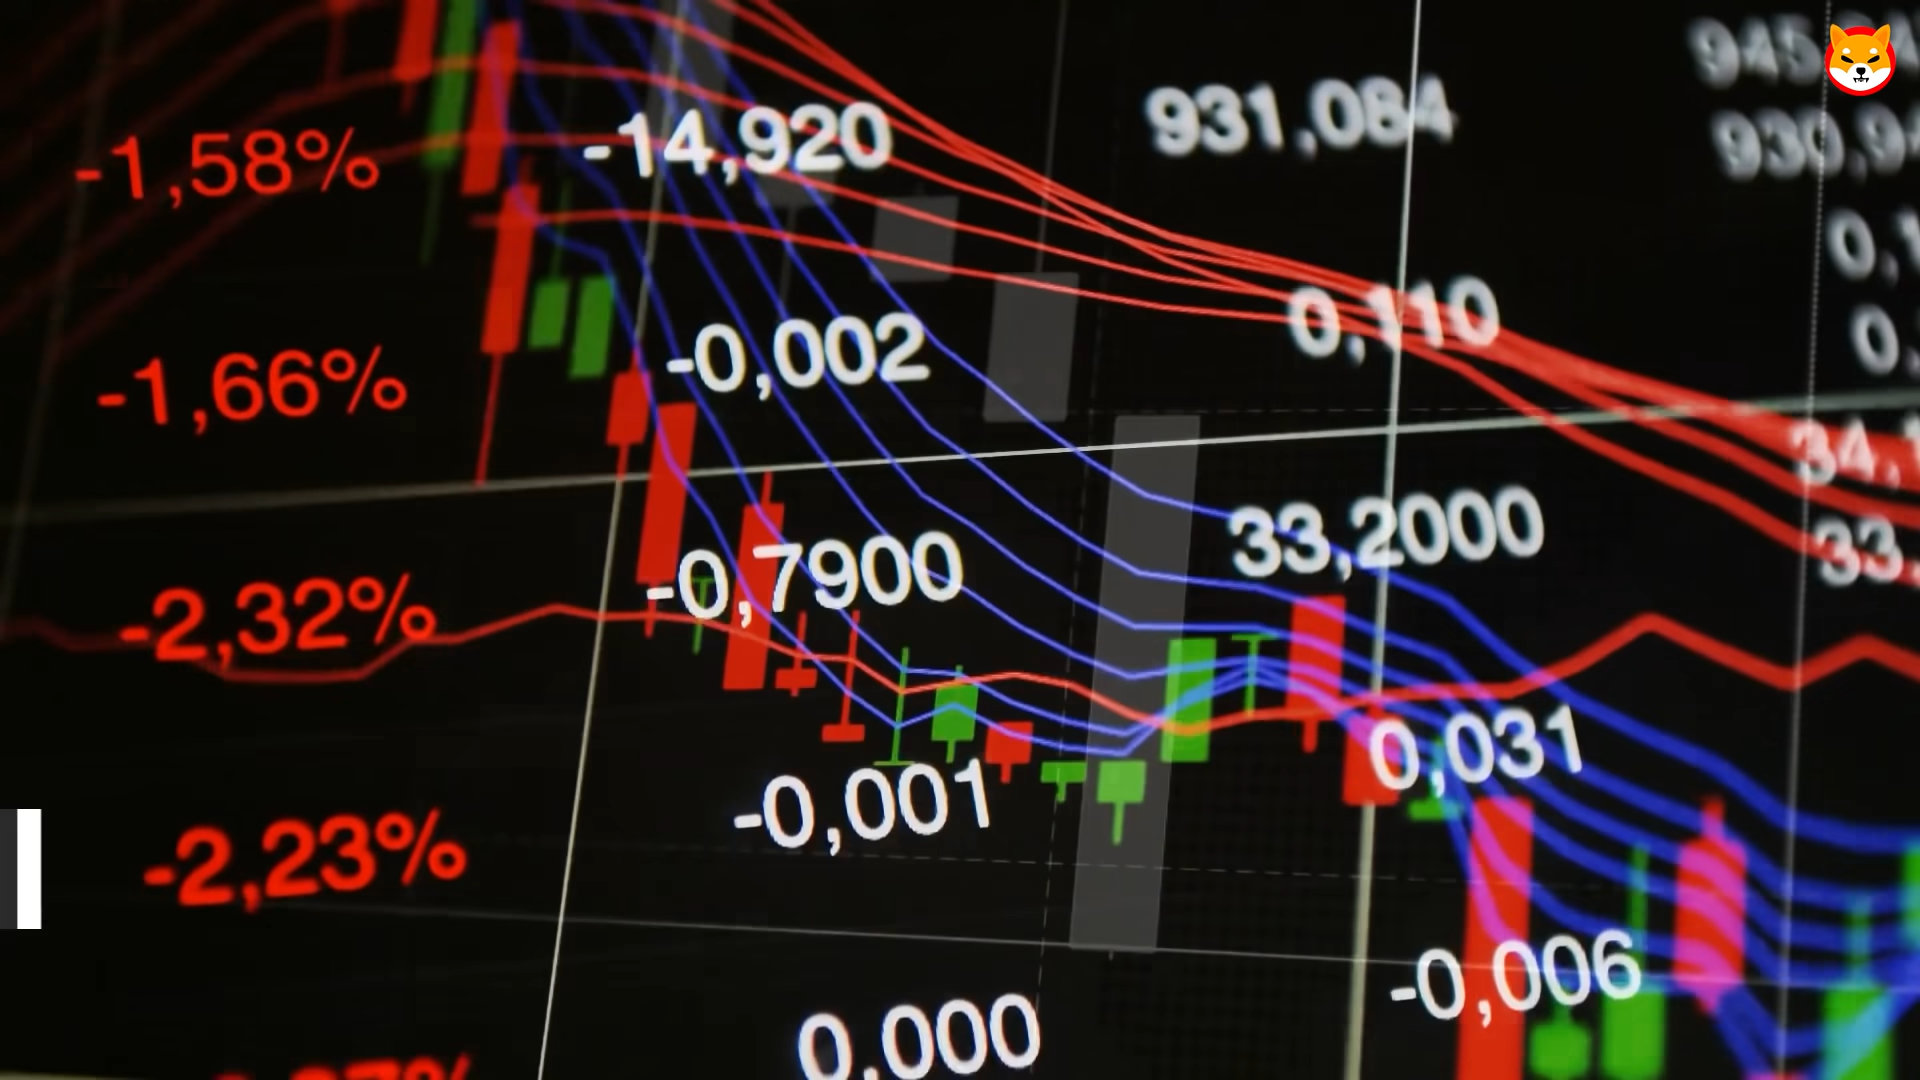 -1,58% -14,920 931,084
-1,66% -0,002 0,110
-2,32% -0,7900 33,2000
-2,23% -0,001 0,031
0,000 -0,006